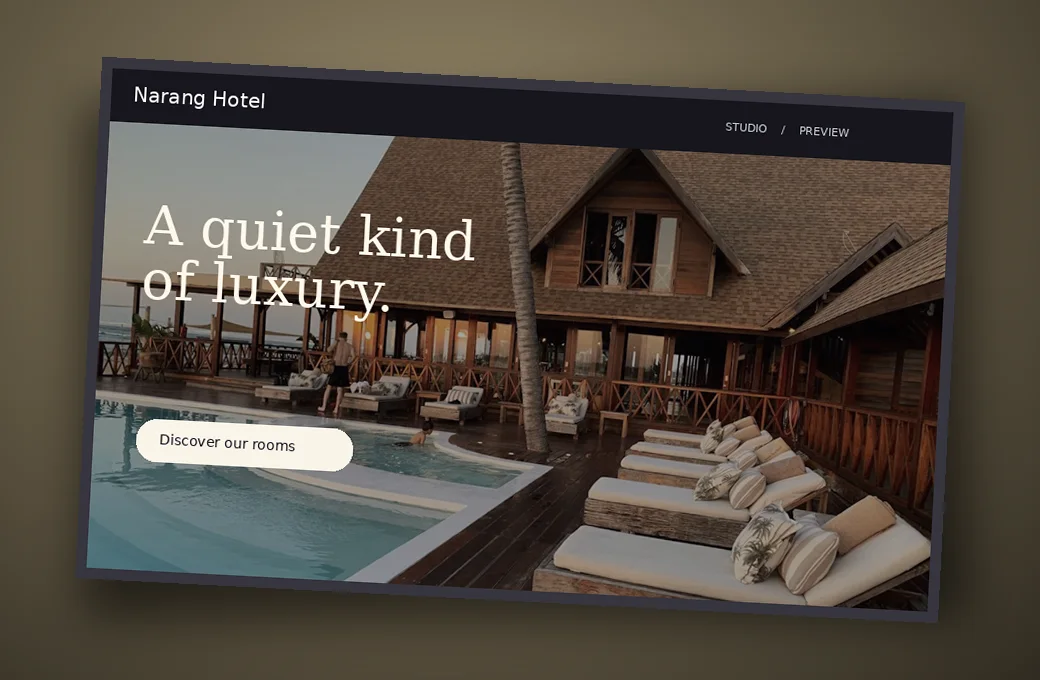 Narang Hotel
STUDIO / PREVIEW
A quiet kind
of luxury.
Discover our rooms